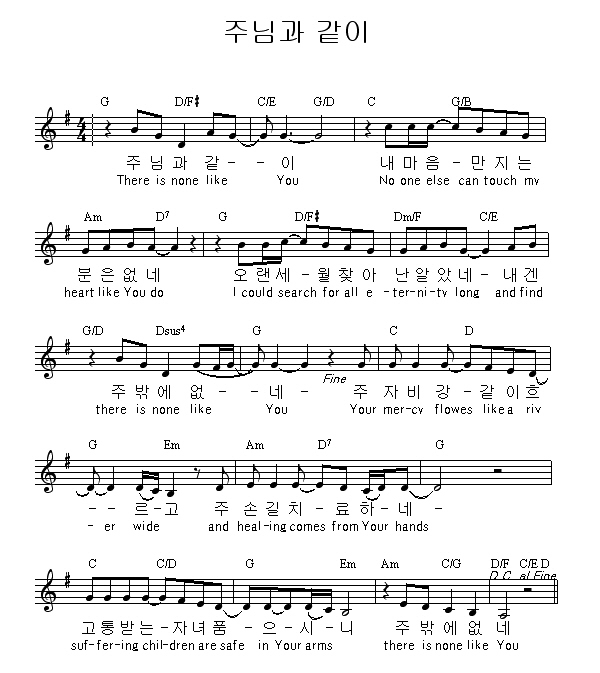 주님과 같이
G D/F♯ C/E G/D C G/B
4 4
주 님 과 같 - - 이 내 마 음 - 만 지 는
There is none like You No one else can touch my
Am D7 G D/F♯ Dm/F C/E
분 은 없 네 오 랜 세 - 월 찾 아 난 알 았 네 - 내 겐
heart like You do I could search for all e - ter - ni - ty long and find
G/D Dsus4 G C D
Fine
주 밖 에 없 - - 네 - 주 자 비 강 - 같 이 흐
there is none like You Your mer-cy flowes like a riv
G Em Am D7 G
- - 르 - 고 주 손 길 치 - 료 하 - 네 -
- er wide and heal-ing comes from Your hands
C C/D G Em Am C/G D/F C/E D
D.C. al Fine
고 통 받 는 - 자 녀 품 - 으 - 시 - 니 주 밖 에 없 네
suf-fer-ing chil-dren are safe in Your arms there is none like You